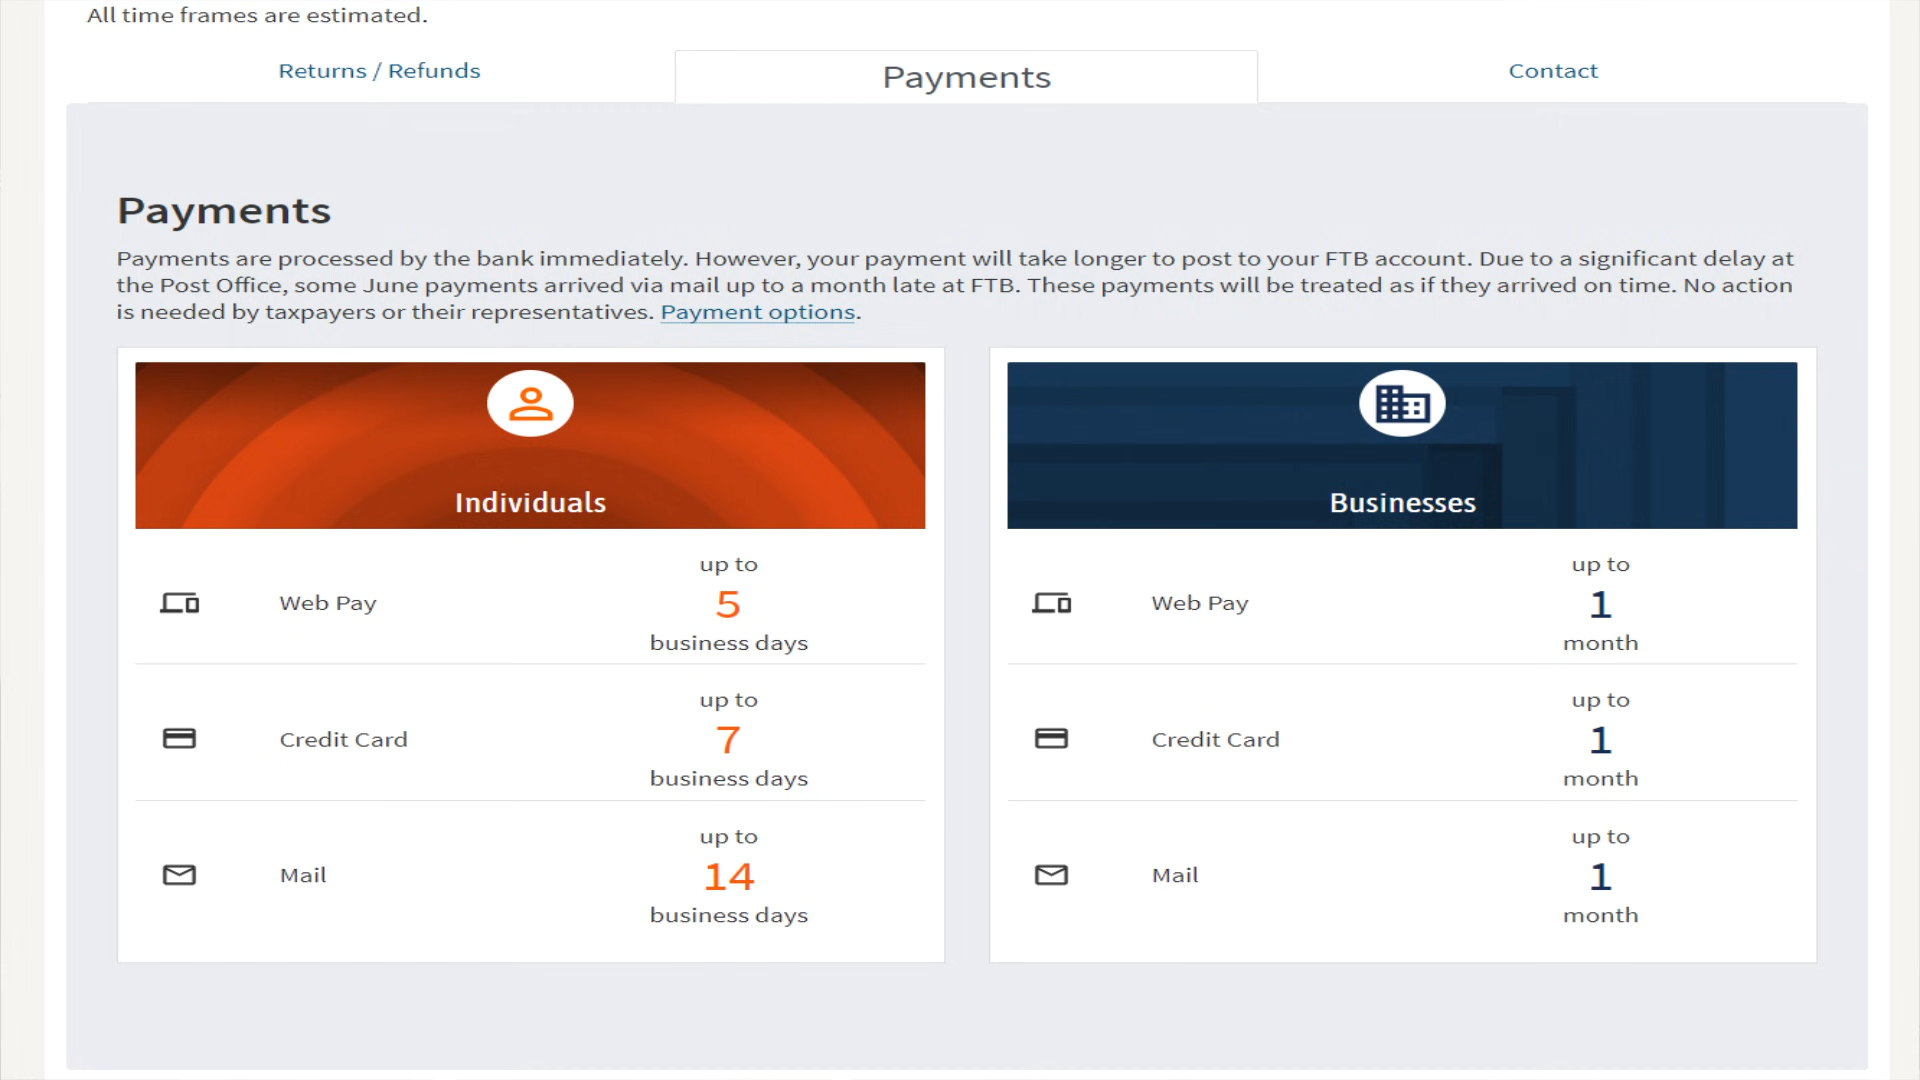 All time frames are estimated.
Returns / Refunds
Payments
Contact
Payments
Payments are processed by the bank immediately. However, your payment will take longer to post to your FTB account. Due to a significant delay at
the Post Office, some June payments arrived via mail up to a month late at FTB. These payments will be treated as if they arrived on time. No action
is needed by taxpayers or their representatives. Payment options.
Individuals
Web Pay
up to
5
business days
Credit Card
up to
7
business days
Mail
up to
14
business days
Businesses
Web Pay
up to
1
month
Credit Card
up to
1
month
Mail
up to
1
month